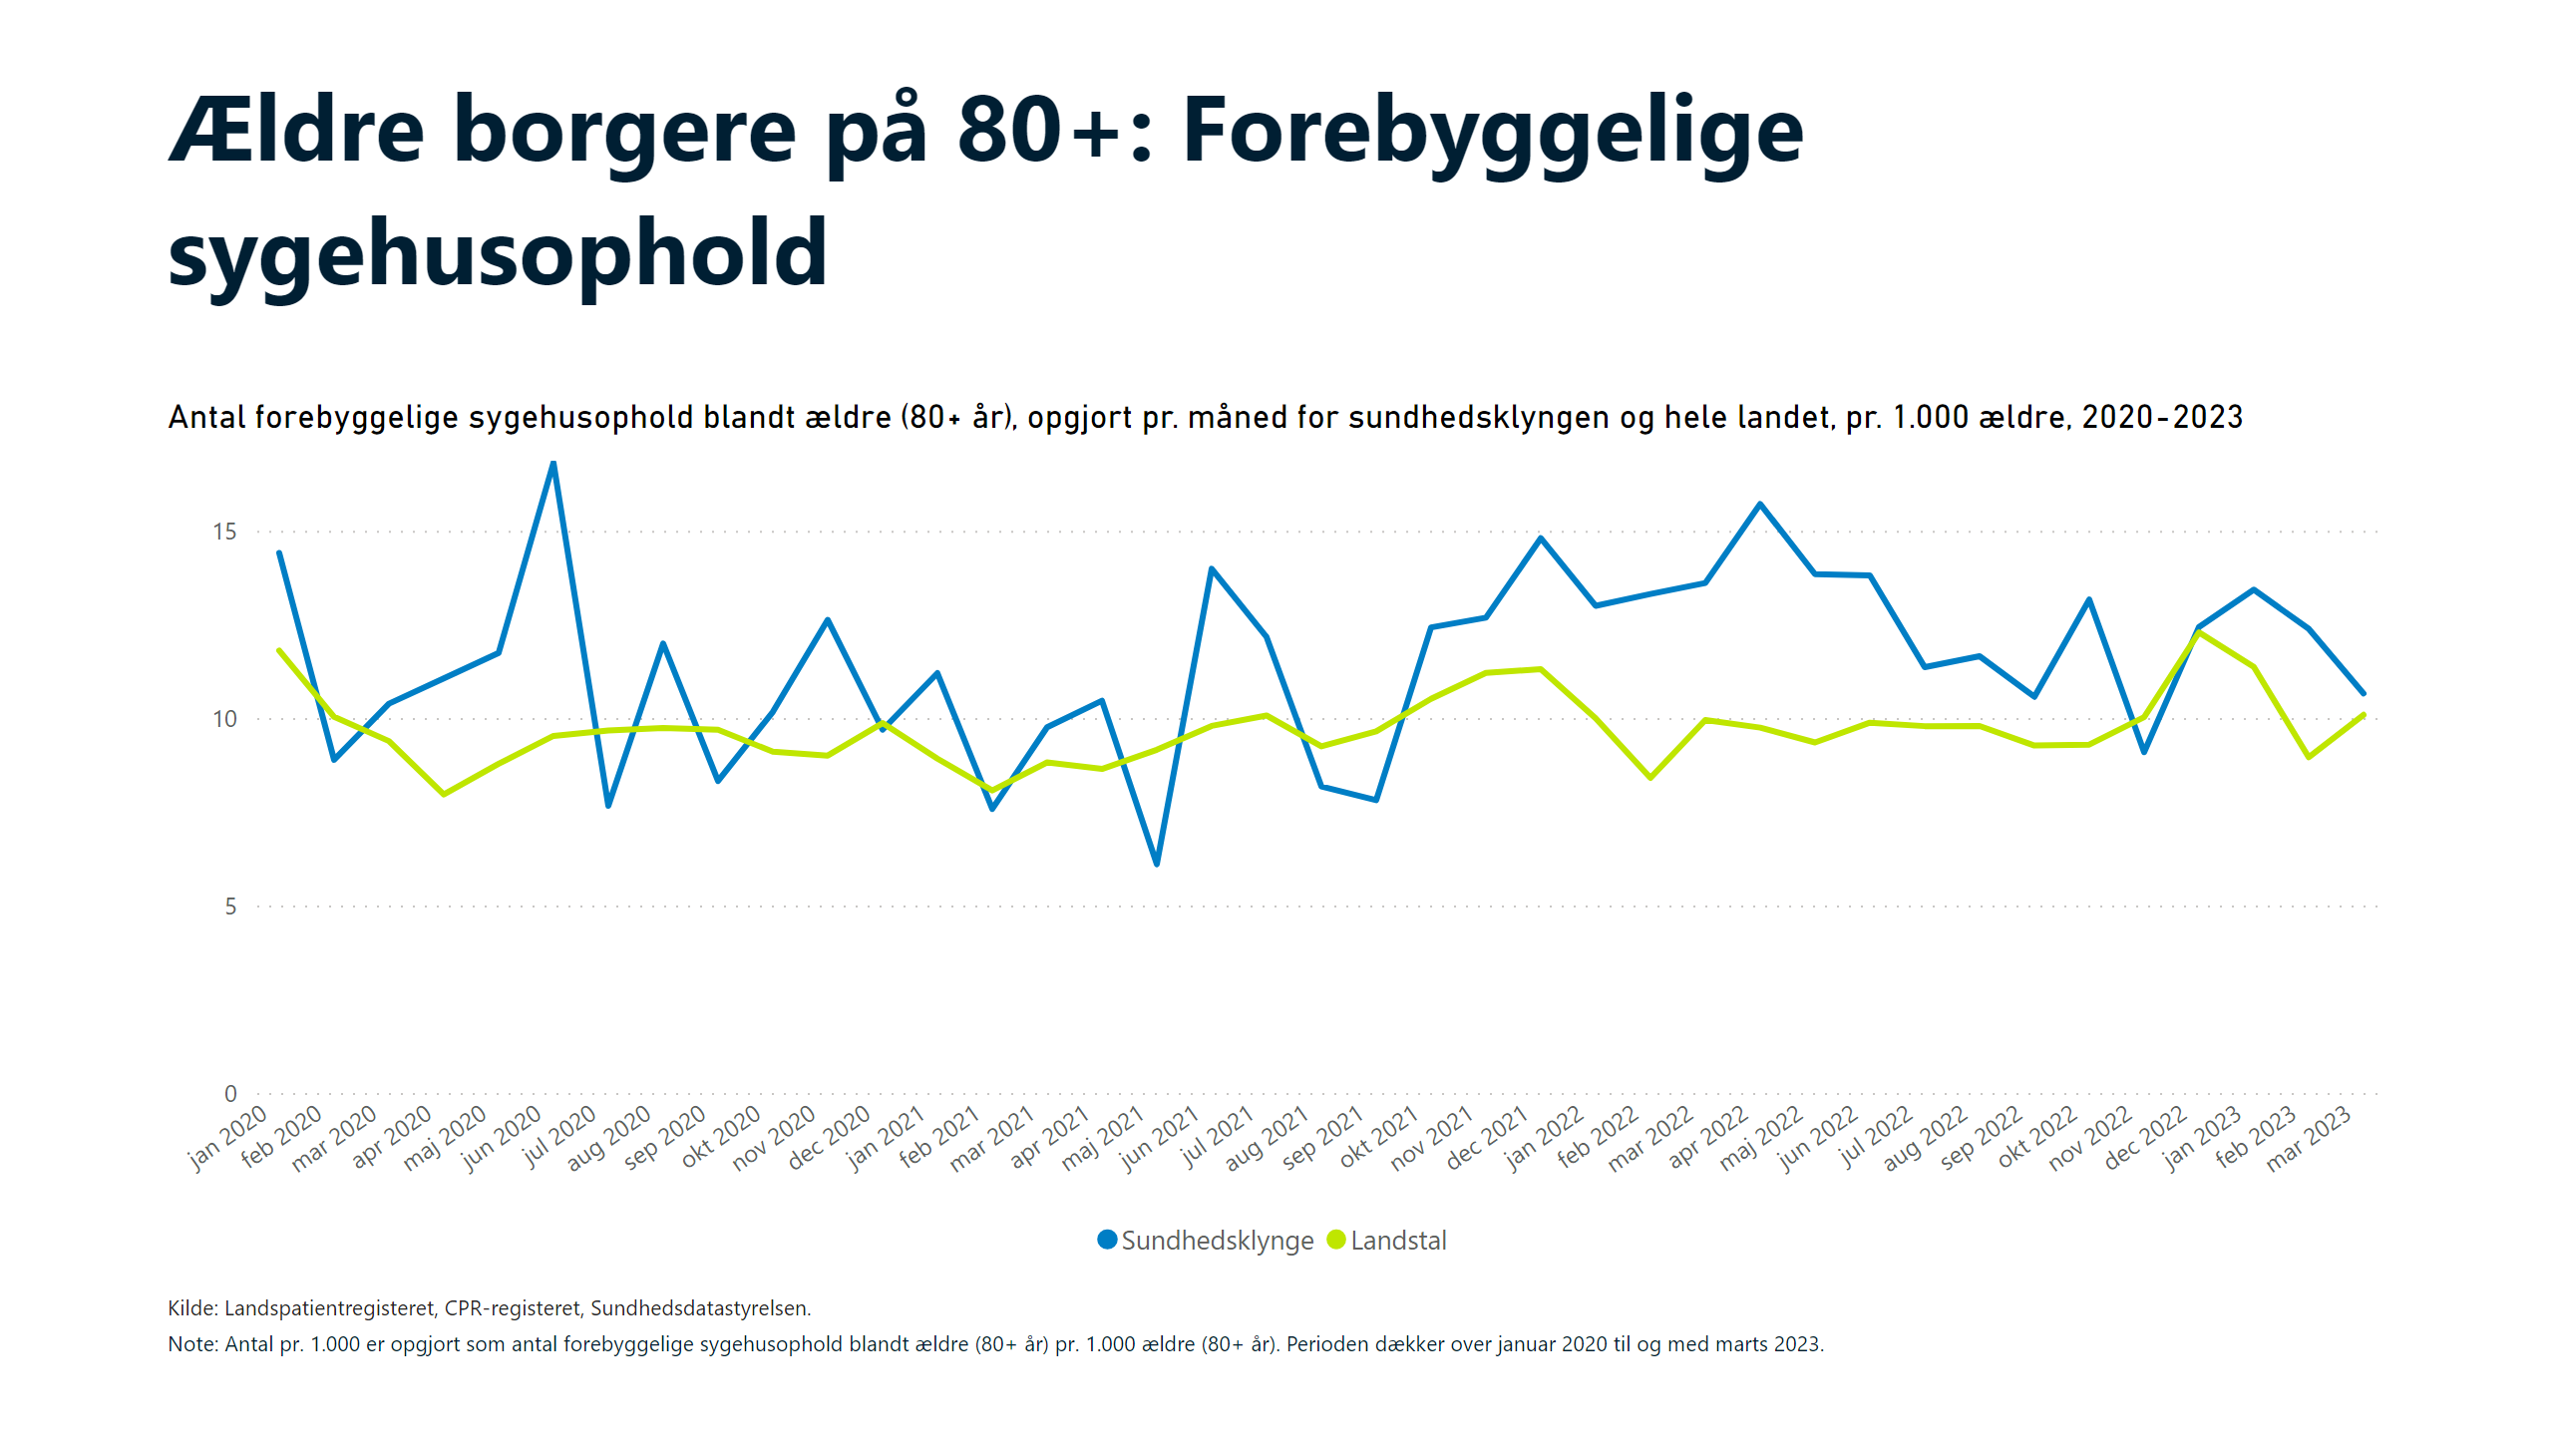 Ældre borgere på 80+: Forebyggelige
sygehusophold
Antal forebyggelige sygehusophold blandt ældre (80+ år), opgjort pr. måned for sundhedsklyngen og hele landet, pr. 1.000 ældre, 2020-2023
15
10
5
0
jan 2020
feb 2020
mar 2020
apr 2020
maj 2020
jun 2020
jul 2020
aug 2020
sep 2020
okt 2020
nov 2020
dec 2020
jan 2021
feb 2021
mar 2021
apr 2021
maj 2021
jun 2021
jul 2021
aug 2021
sep 2021
okt 2021
nov 2021
dec 2021
jan 2022
feb 2022
mar 2022
apr 2022
maj 2022
jun 2022
jul 2022
aug 2022
sep 2022
okt 2022
nov 2022
dec 2022
jan 2023
feb 2023
mar 2023
Sundhedsklynge Landstal
Kilde: Landspatientregisteret, CPR-registeret, Sundhedsdatastyrelsen.
Note: Antal pr. 1.000 er opgjort som antal forebyggelige sygehusophold blandt ældre (80+ år) pr. 1.000 ældre (80+ år). Perioden dækker over januar 2020 til og med marts 2023.